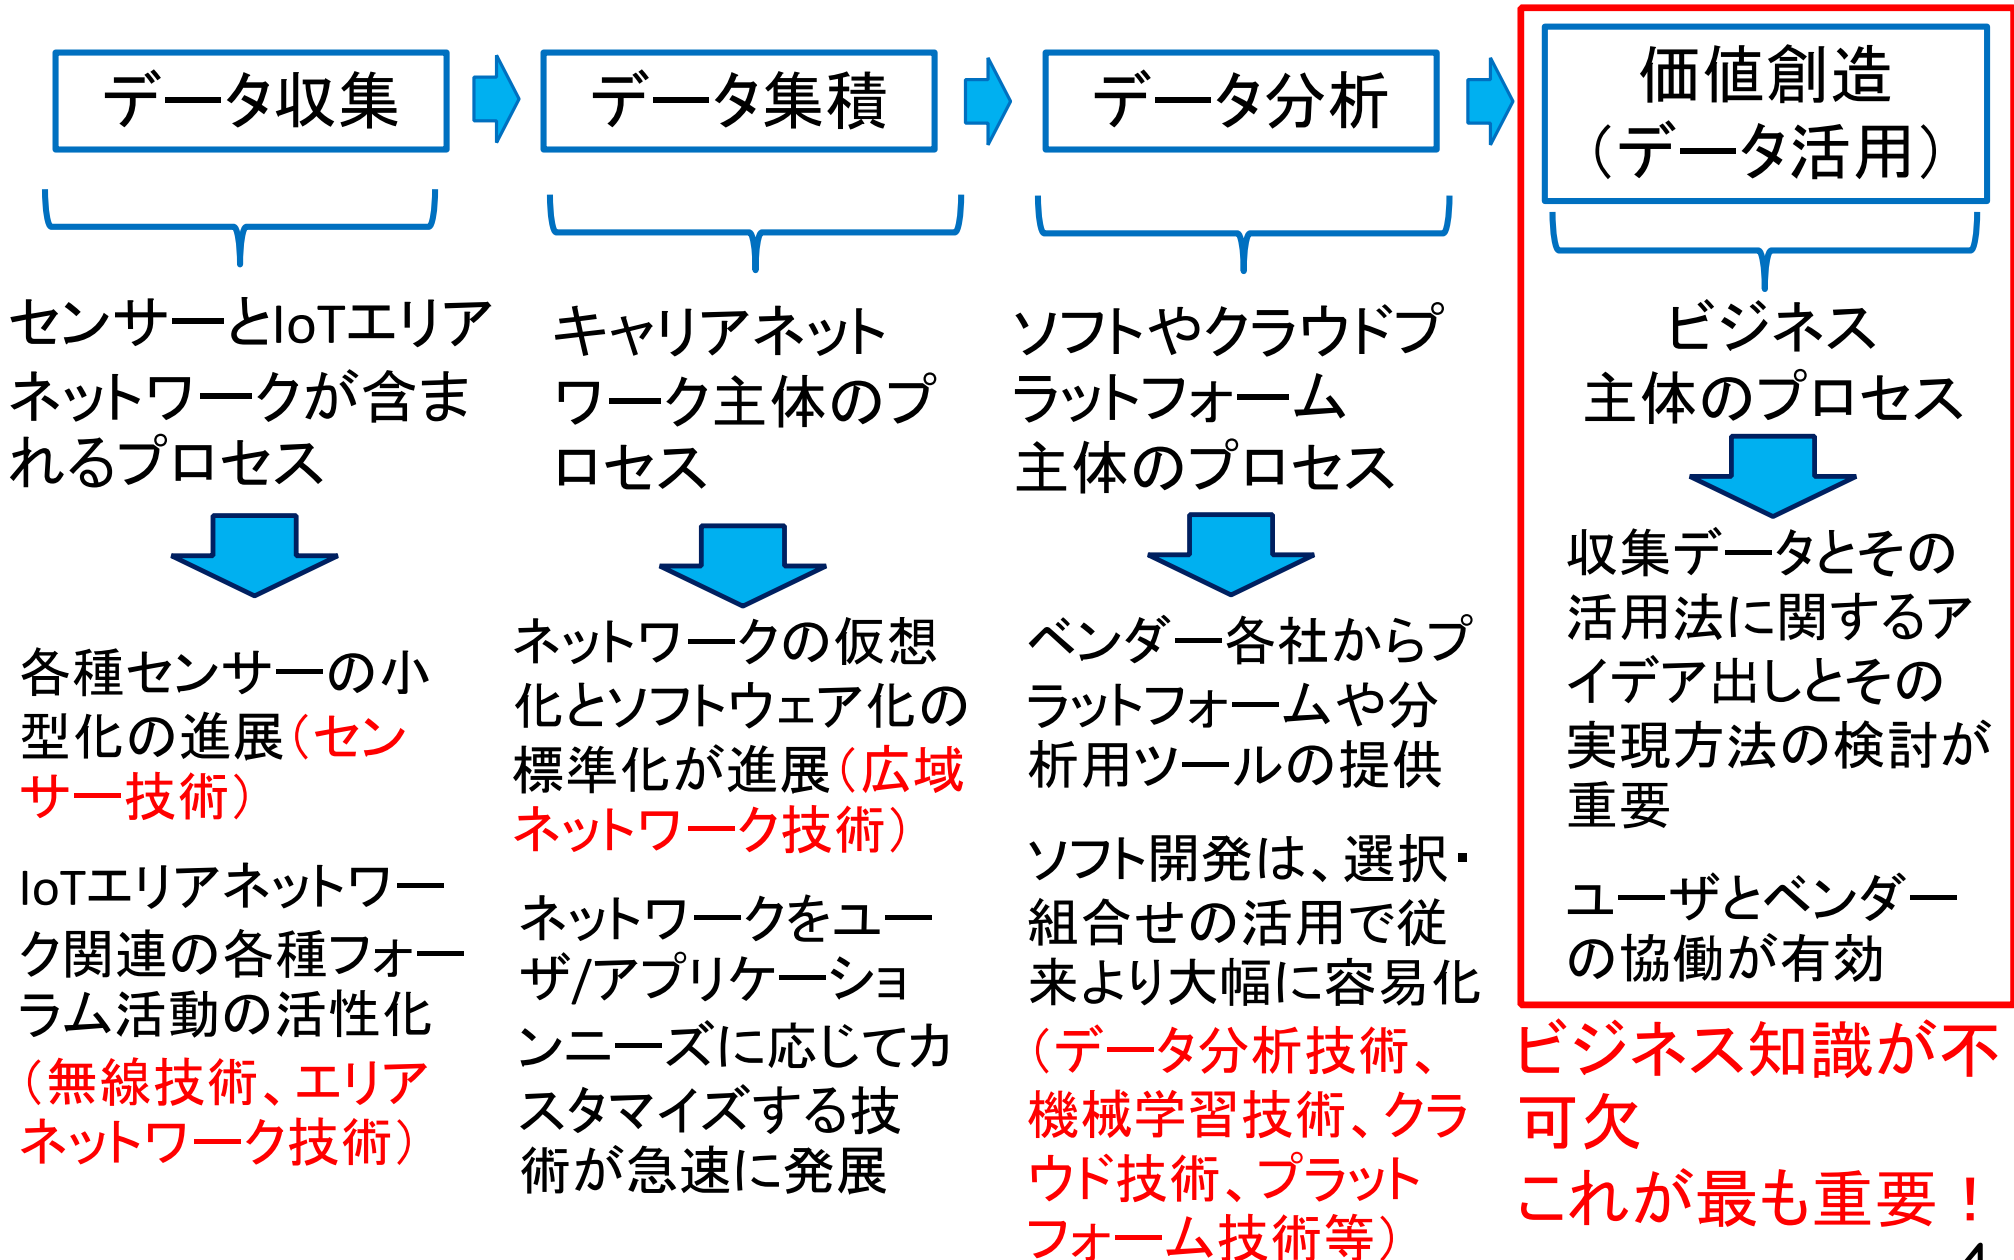 データ収集
センサーとIoTエリア
ネットワークが含ま
れるプロセス
各種センサーの小
型化の進展（セン
サー技術）
IoTエリアネットワー
ク関連の各種フォー
ラム活動の活性化
（無線技術、エリア
ネットワーク技術）
データ集積
キャリアネット
ワーク主体のプ
ロセス
ネットワークの仮想
化とソフトウェア化の
標準化が進展（広域
ネットワーク技術）
ネットワークをユー
ザ/アプリケーショ
ンニーズに応じてカ
スタマイズする技
術が急速に発展
データ分析
ソフトやクラウドプ
ラットフォーム
主体のプロセス
ベンダー各社からプ
ラットフォームや分
析用ツールの提供
ソフト開発は、選択・
組合せの活用で従
来より大幅に容易化
（データ分析技術、
機械学習技術、クラ
ウド技術、プラット
フォーム技術等）
価値創造
（データ活用）
ビジネス
主体のプロセス
収集データとその
活用法に関するア
イデア出しとその
実現方法の検討が
重要
ユーザとベンダー
の協働が有効
ビジネス知識が不
可欠
これが最も重要！
4